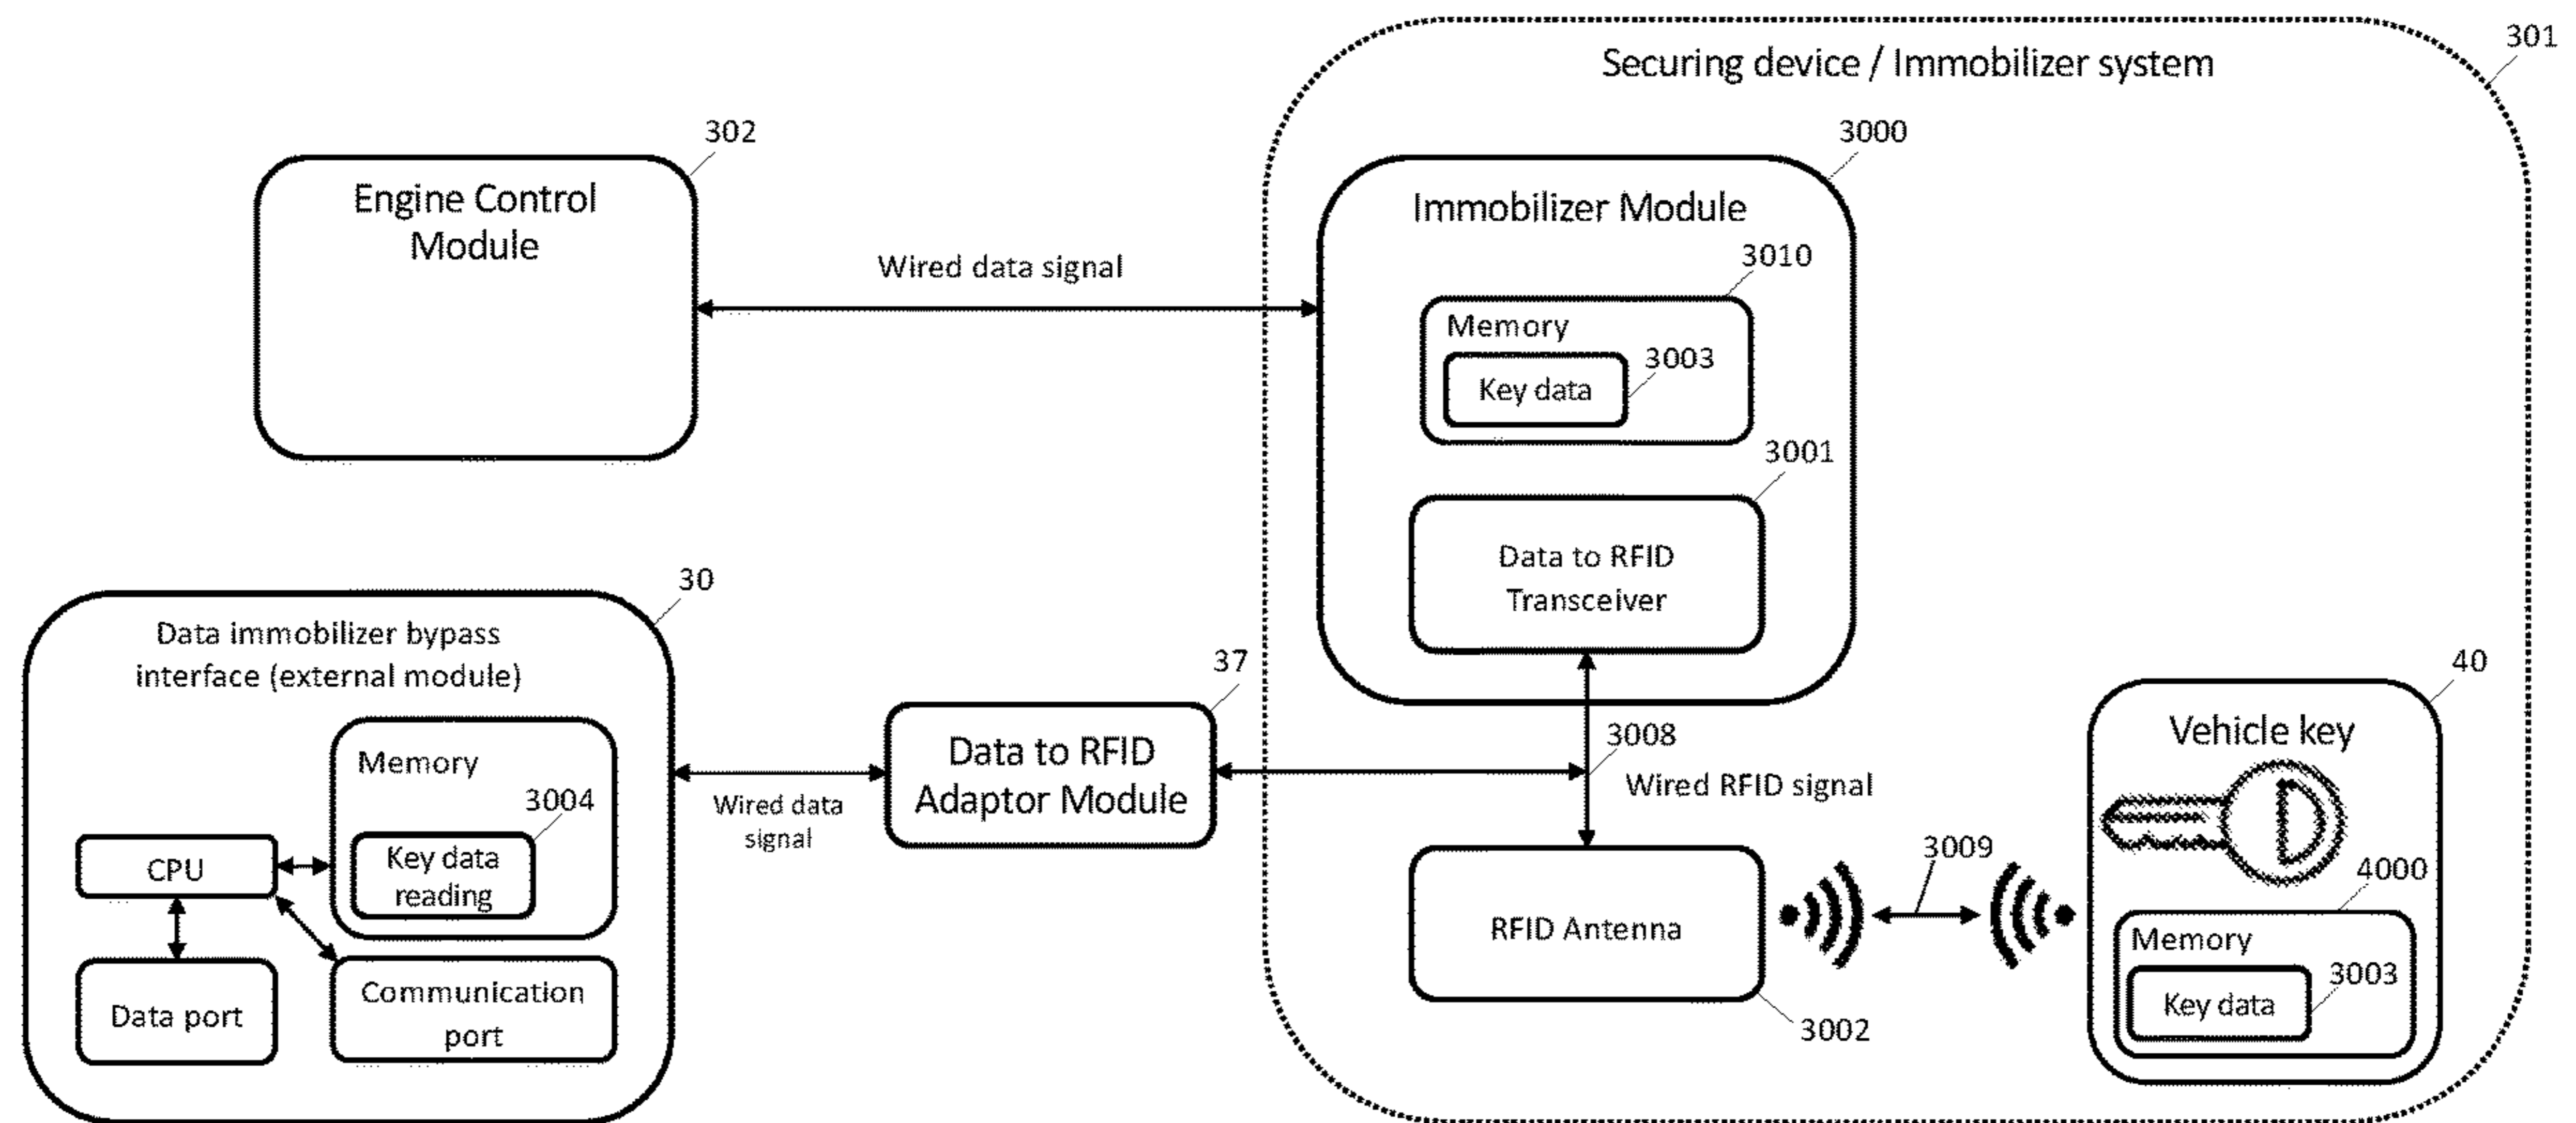 301
Securing device / Immobilizer system
302
3000
Engine Control
Module
Immobilizer Module
3010
Wired data signal
Memory
3003
Key data
3001
Data to RFID
Transceiver
30
Data immobilizer bypass
interface (external module)
37
40
Memory
3004
Key data
reading
CPU
Data port
Communication
port
Wired data
signal
Data to RFID
Adaptor Module
3008
Wired RFID signal
Vehicle key
3009
4000
RFID Antenna
3002
Memory
3003
Key data